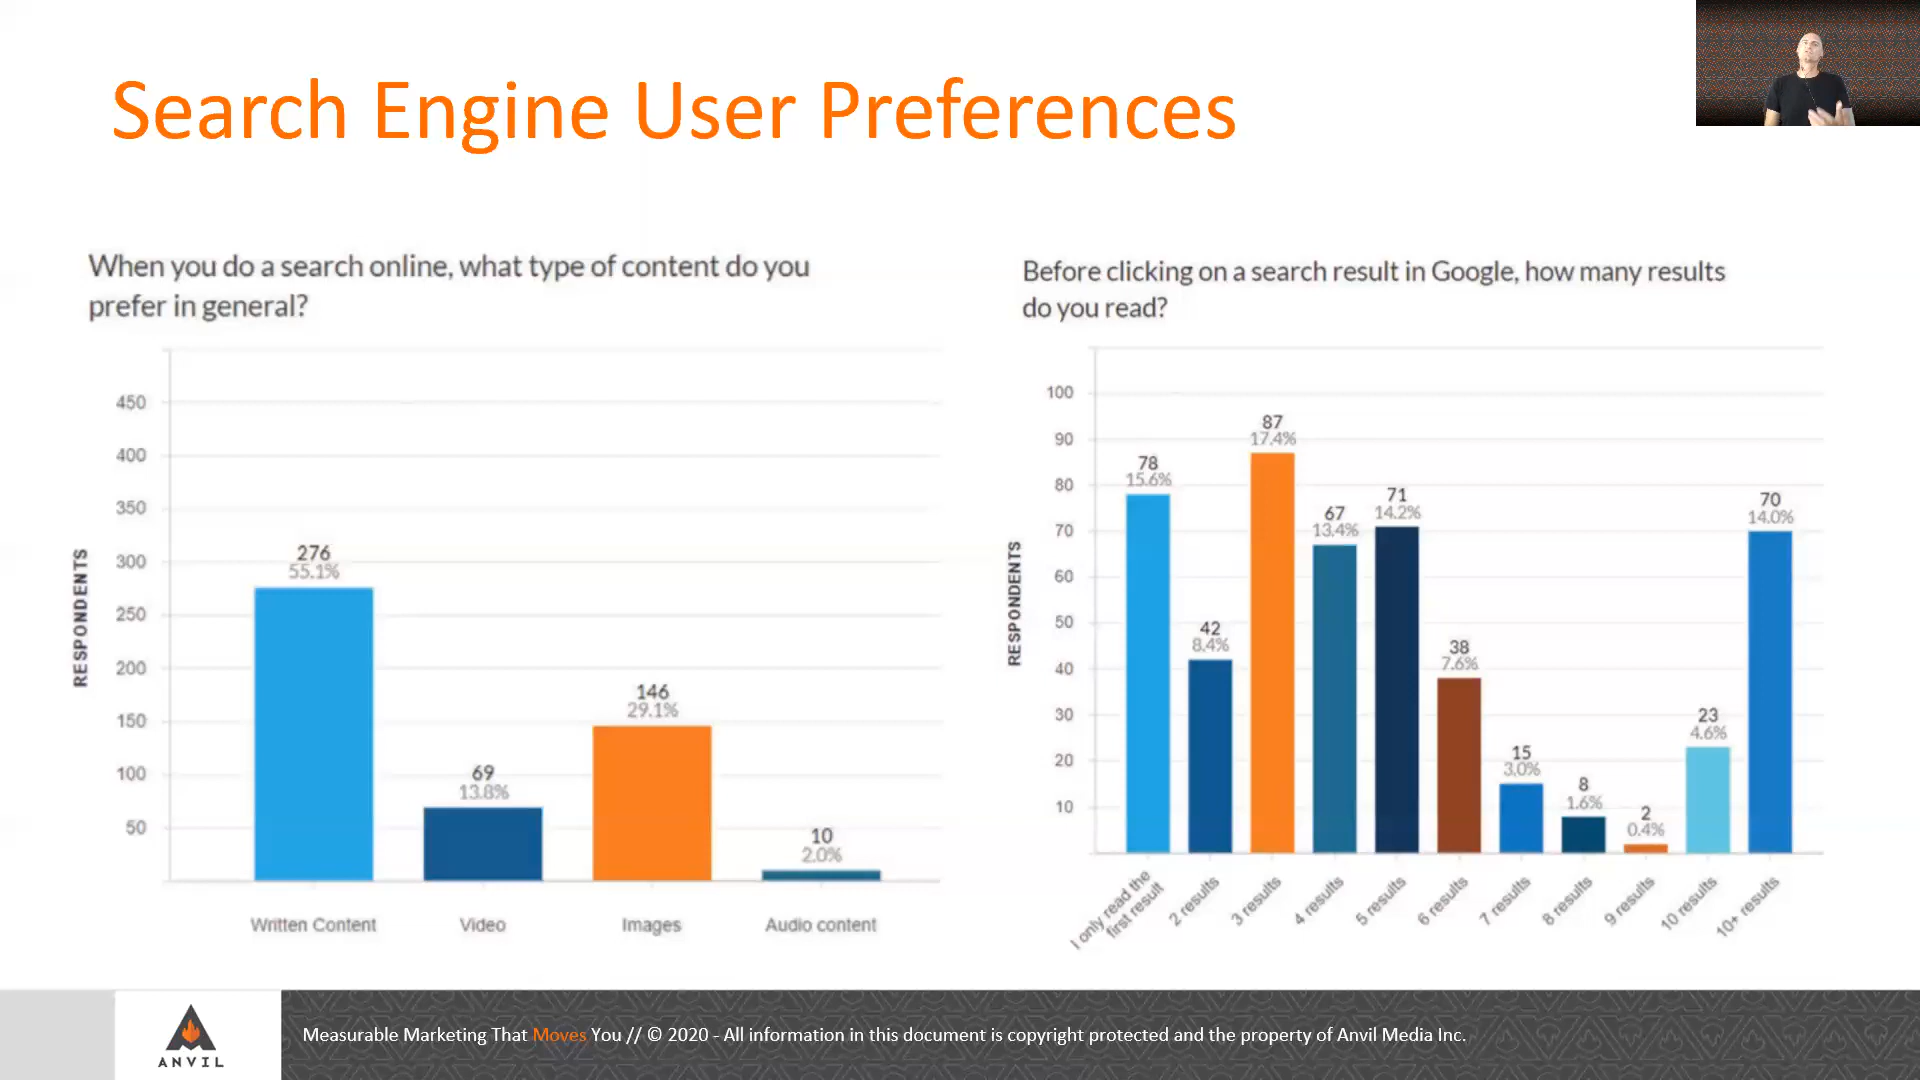 Search Engine User Preferences
When you do a search online, what type of content do you
prefer in general?
RESPONDENTS
450
400
350
300
250
200
150
100
50
276
55.1%
69
13.8%
146
29.1%
10
2.0%
Written Content
Video
Images
Audio content
Before clicking on a search result in Google, how many results
do you read?
RESPONDENTS
100
90
80
70
60
50
40
30
20
10
78
15.6%
42
8.4%
87
17.4%
67
13.4%
71
14.2%
38
7.6%
15
3.0%
8
1.6%
2
0.4%
23
4.6%
70
14.0%
I only read the
first result
2 results
3 results
4 results
5 results
6 results
7 results
8 results
9 results
10 results
10+ results
ANVIL
Measurable Marketing That Moves You // © 2020 - All information in this document is copyright protected and the property of Anvil Media Inc.